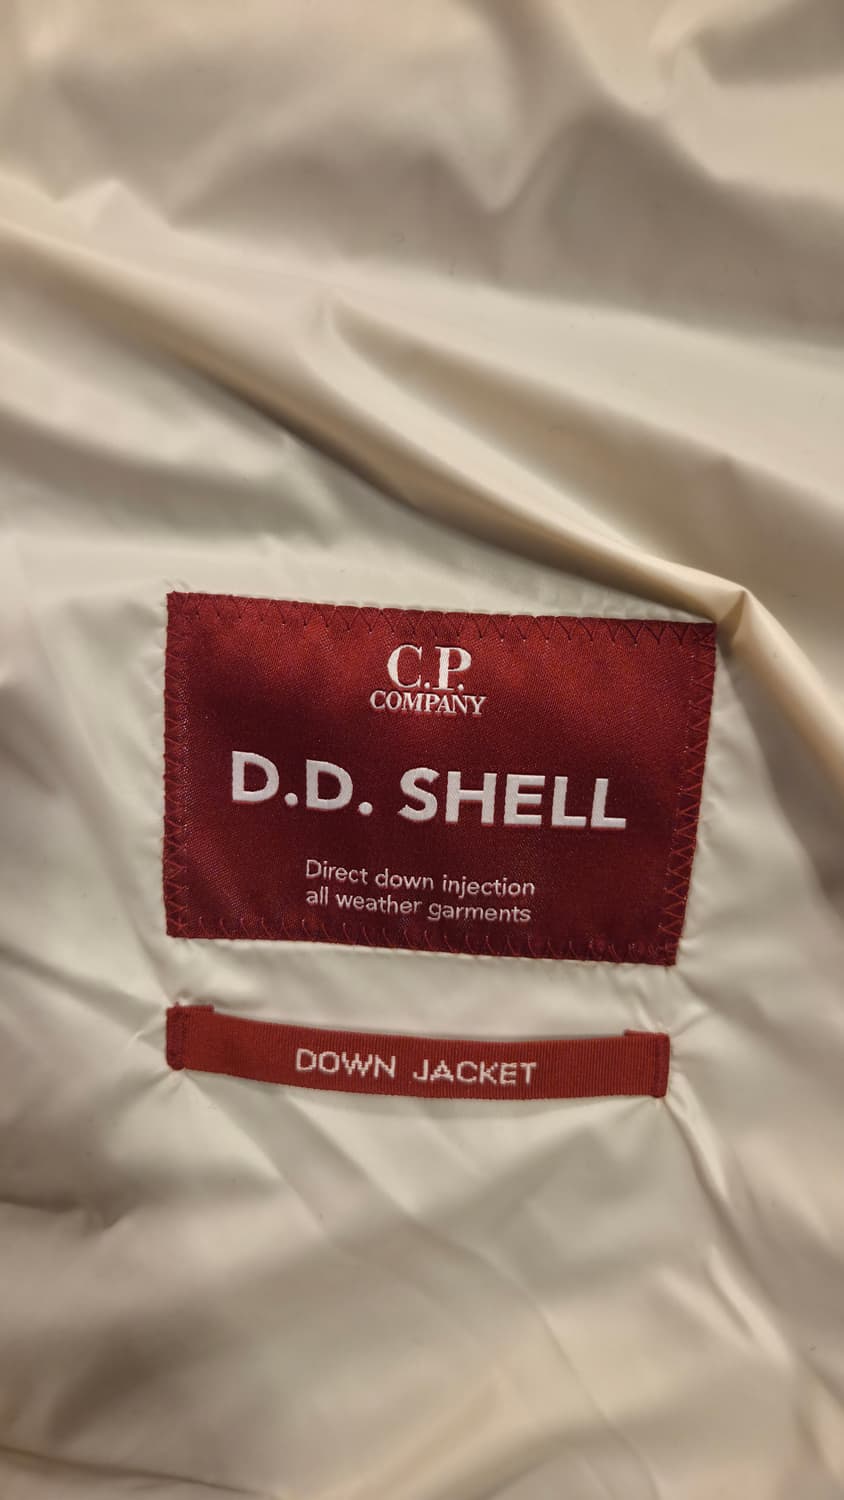 C.P.
COMPANY
D.D. SHELL
Direct down injection
all weather garments
DOWN JACKET